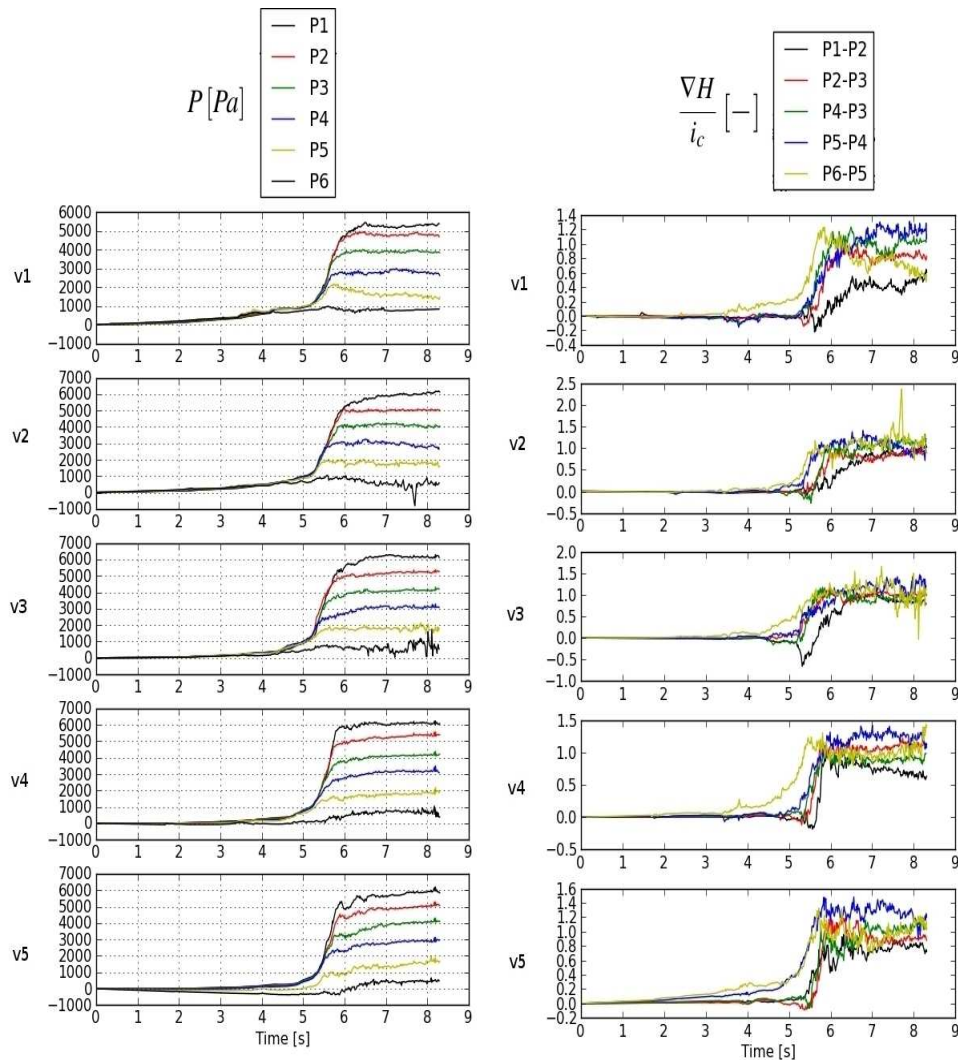 P [Pa]
P1
P2
P3
P4
P5
P6
∇H
i_c [−]
P1-P2
P2-P3
P4-P3
P5-P4
P6-P5
v1
6000
5000
4000
3000
2000
1000
0
−1000
0 1 2 3 4 5 6 7 8 9
v1
1.4
1.2
1.0
0.8
0.6
0.4
0.2
0.0
−0.2
−0.4
0 1 2 3 4 5 6 7 8 9
v2
7000
6000
5000
4000
3000
2000
1000
0
−1000
0 1 2 3 4 5 6 7 8 9
v2
2.5
2.0
1.5
1.0
0.5
0.0
−0.5
0 1 2 3 4 5 6 7 8 9
v3
7000
6000
5000
4000
3000
2000
1000
0
−1000
0 1 2 3 4 5 6 7 8 9
v3
2.0
1.5
1.0
0.5
0.0
−0.5
−1.0
0 1 2 3 4 5 6 7 8 9
v4
7000
6000
5000
4000
3000
2000
1000
0
−1000
0 1 2 3 4 5 6 7 8 9
v4
1.5
1.0
0.5
0.0
−0.5
0 1 2 3 4 5 6 7 8 9
v5
7000
6000
5000
4000
3000
2000
1000
0
−1000
0 1 2 3 4 5 6 7 8 9
Time [s]
v5
1.6
1.4
1.2
1.0
0.8
0.6
0.4
0.2
0.0
0 1 2 3 4 5 6 7 8 9
Time [s]